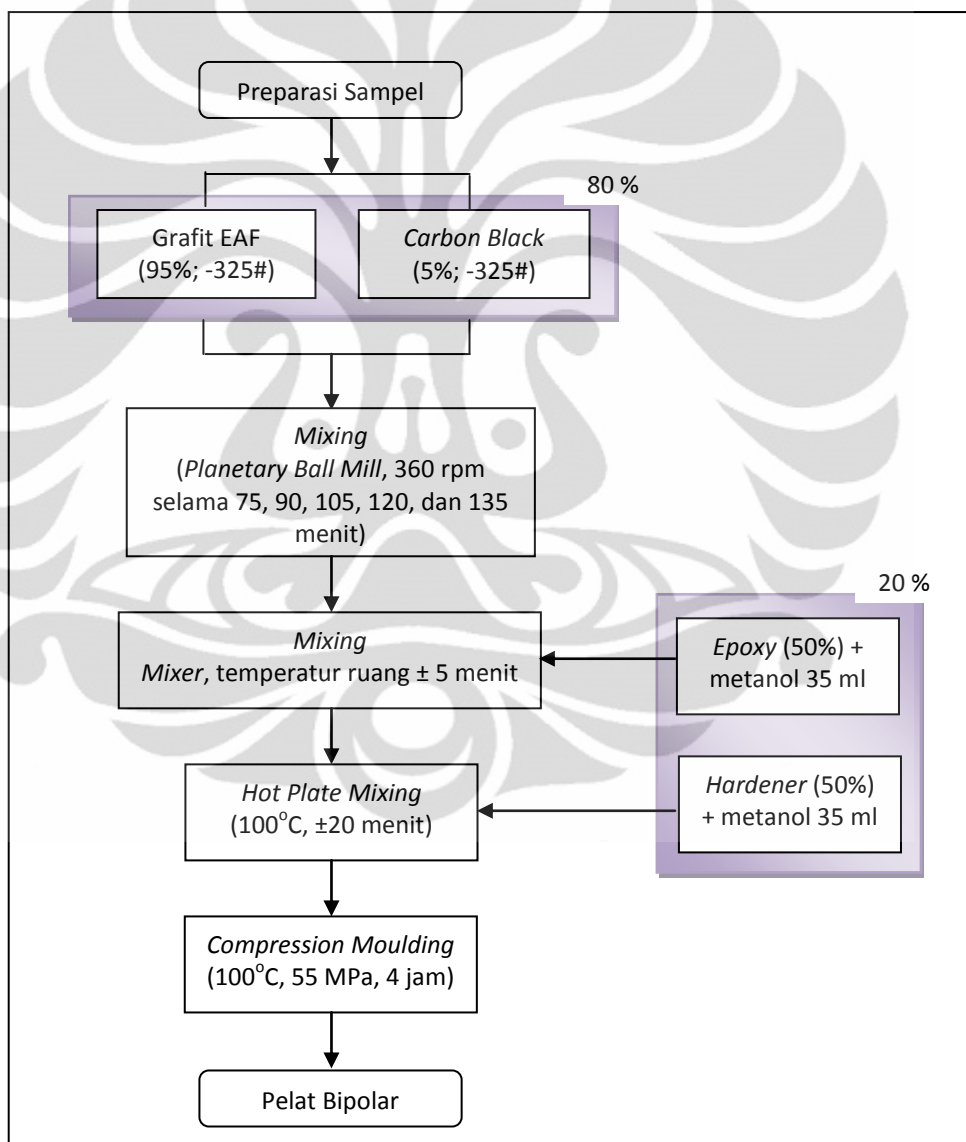 Preparasi Sampel
80 %
Grafit EAF
(95%; -325#)
Carbon Black
(5%; -325#)
Mixing
(Planetary Ball Mill, 360 rpm
selama 75, 90, 105, 120, dan 135
menit)
20 %
Mixing
Mixer, temperatur ruang ± 5 menit
Epoxy (50%) +
metanol 35 ml
Hot Plate Mixing
(100°C, ±20 menit)
Hardener (50%)
+ metanol 35 ml
Compression Moulding
(100°C, 55 MPa, 4 jam)
Pelat Bipolar